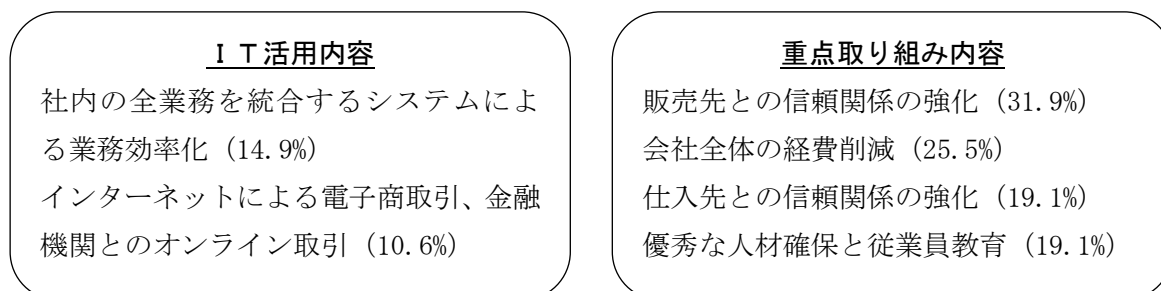 ＩＴ活用内容
社内の全業務を統合するシステムによ
る業務効率化 (14.9%)
インターネットによる電子商取引、金融
機関とのオンライン取引 (10.6%)
重点取り組み内容
販売先との信頼関係の強化 (31.9%)
会社全体の経費削減 (25.5%)
仕入先との信頼関係の強化 (19.1%)
優秀な人材確保と従業員教育 (19.1%)